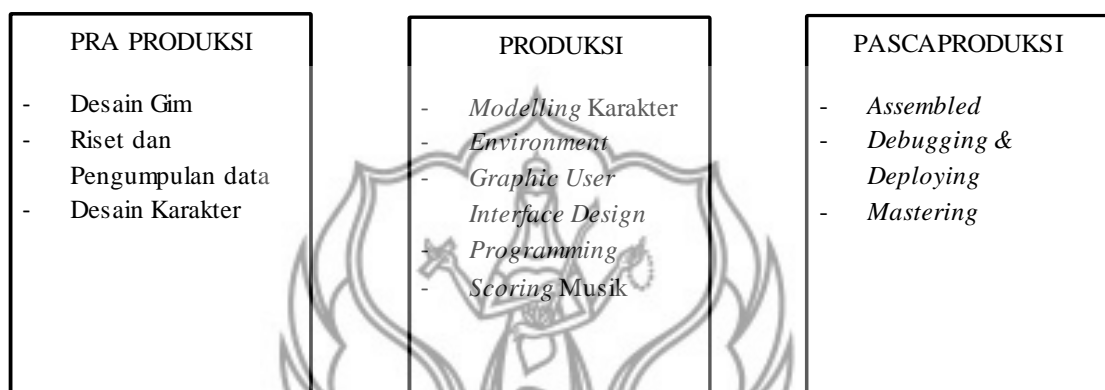 PRA PRODUKSI
- Desain Gim
- Riset dan
Pengumpulan data
- Desain Karakter
PRODUKSI
- Modelling Karakter
- Environment
- Graphic User
Interface Design
- Programming
- Scoring Musik
PASCAPRODUKSI
- Assembled
- Debugging &
Deploying
- Mastering